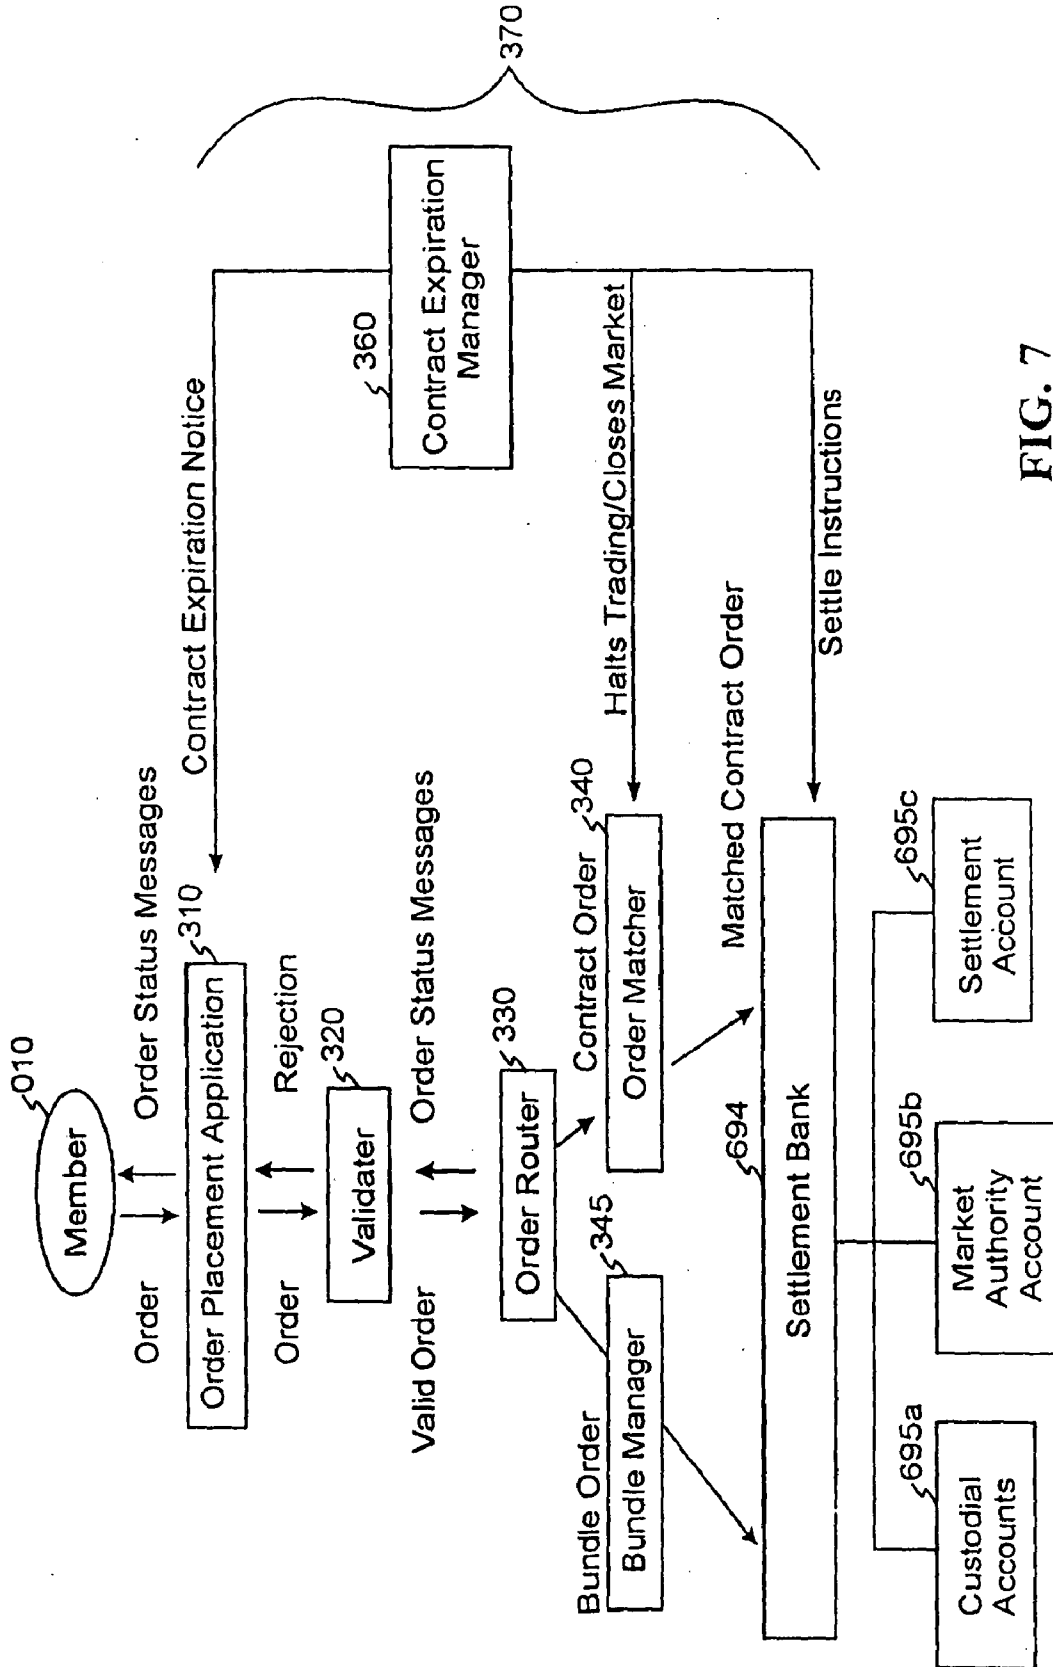 010
Member
Order
Order Status Messages
310
Order Placement Application
Contract Expiration Notice
Order
Rejection
320
Validater
360
Contract Expiration
Manager
370
Valid Order
Order Status Messages
330
Order Router
Bundle Order
345
Bundle Manager
Contract Order
340
Order Matcher
Halts Trading/Closes Market
694
Matched Contract Order
Settlement Bank
Settle Instructions
695a
Custodial
Accounts
695b
Market
Authority
Account
695c
Settlement
Account
FIG. 7